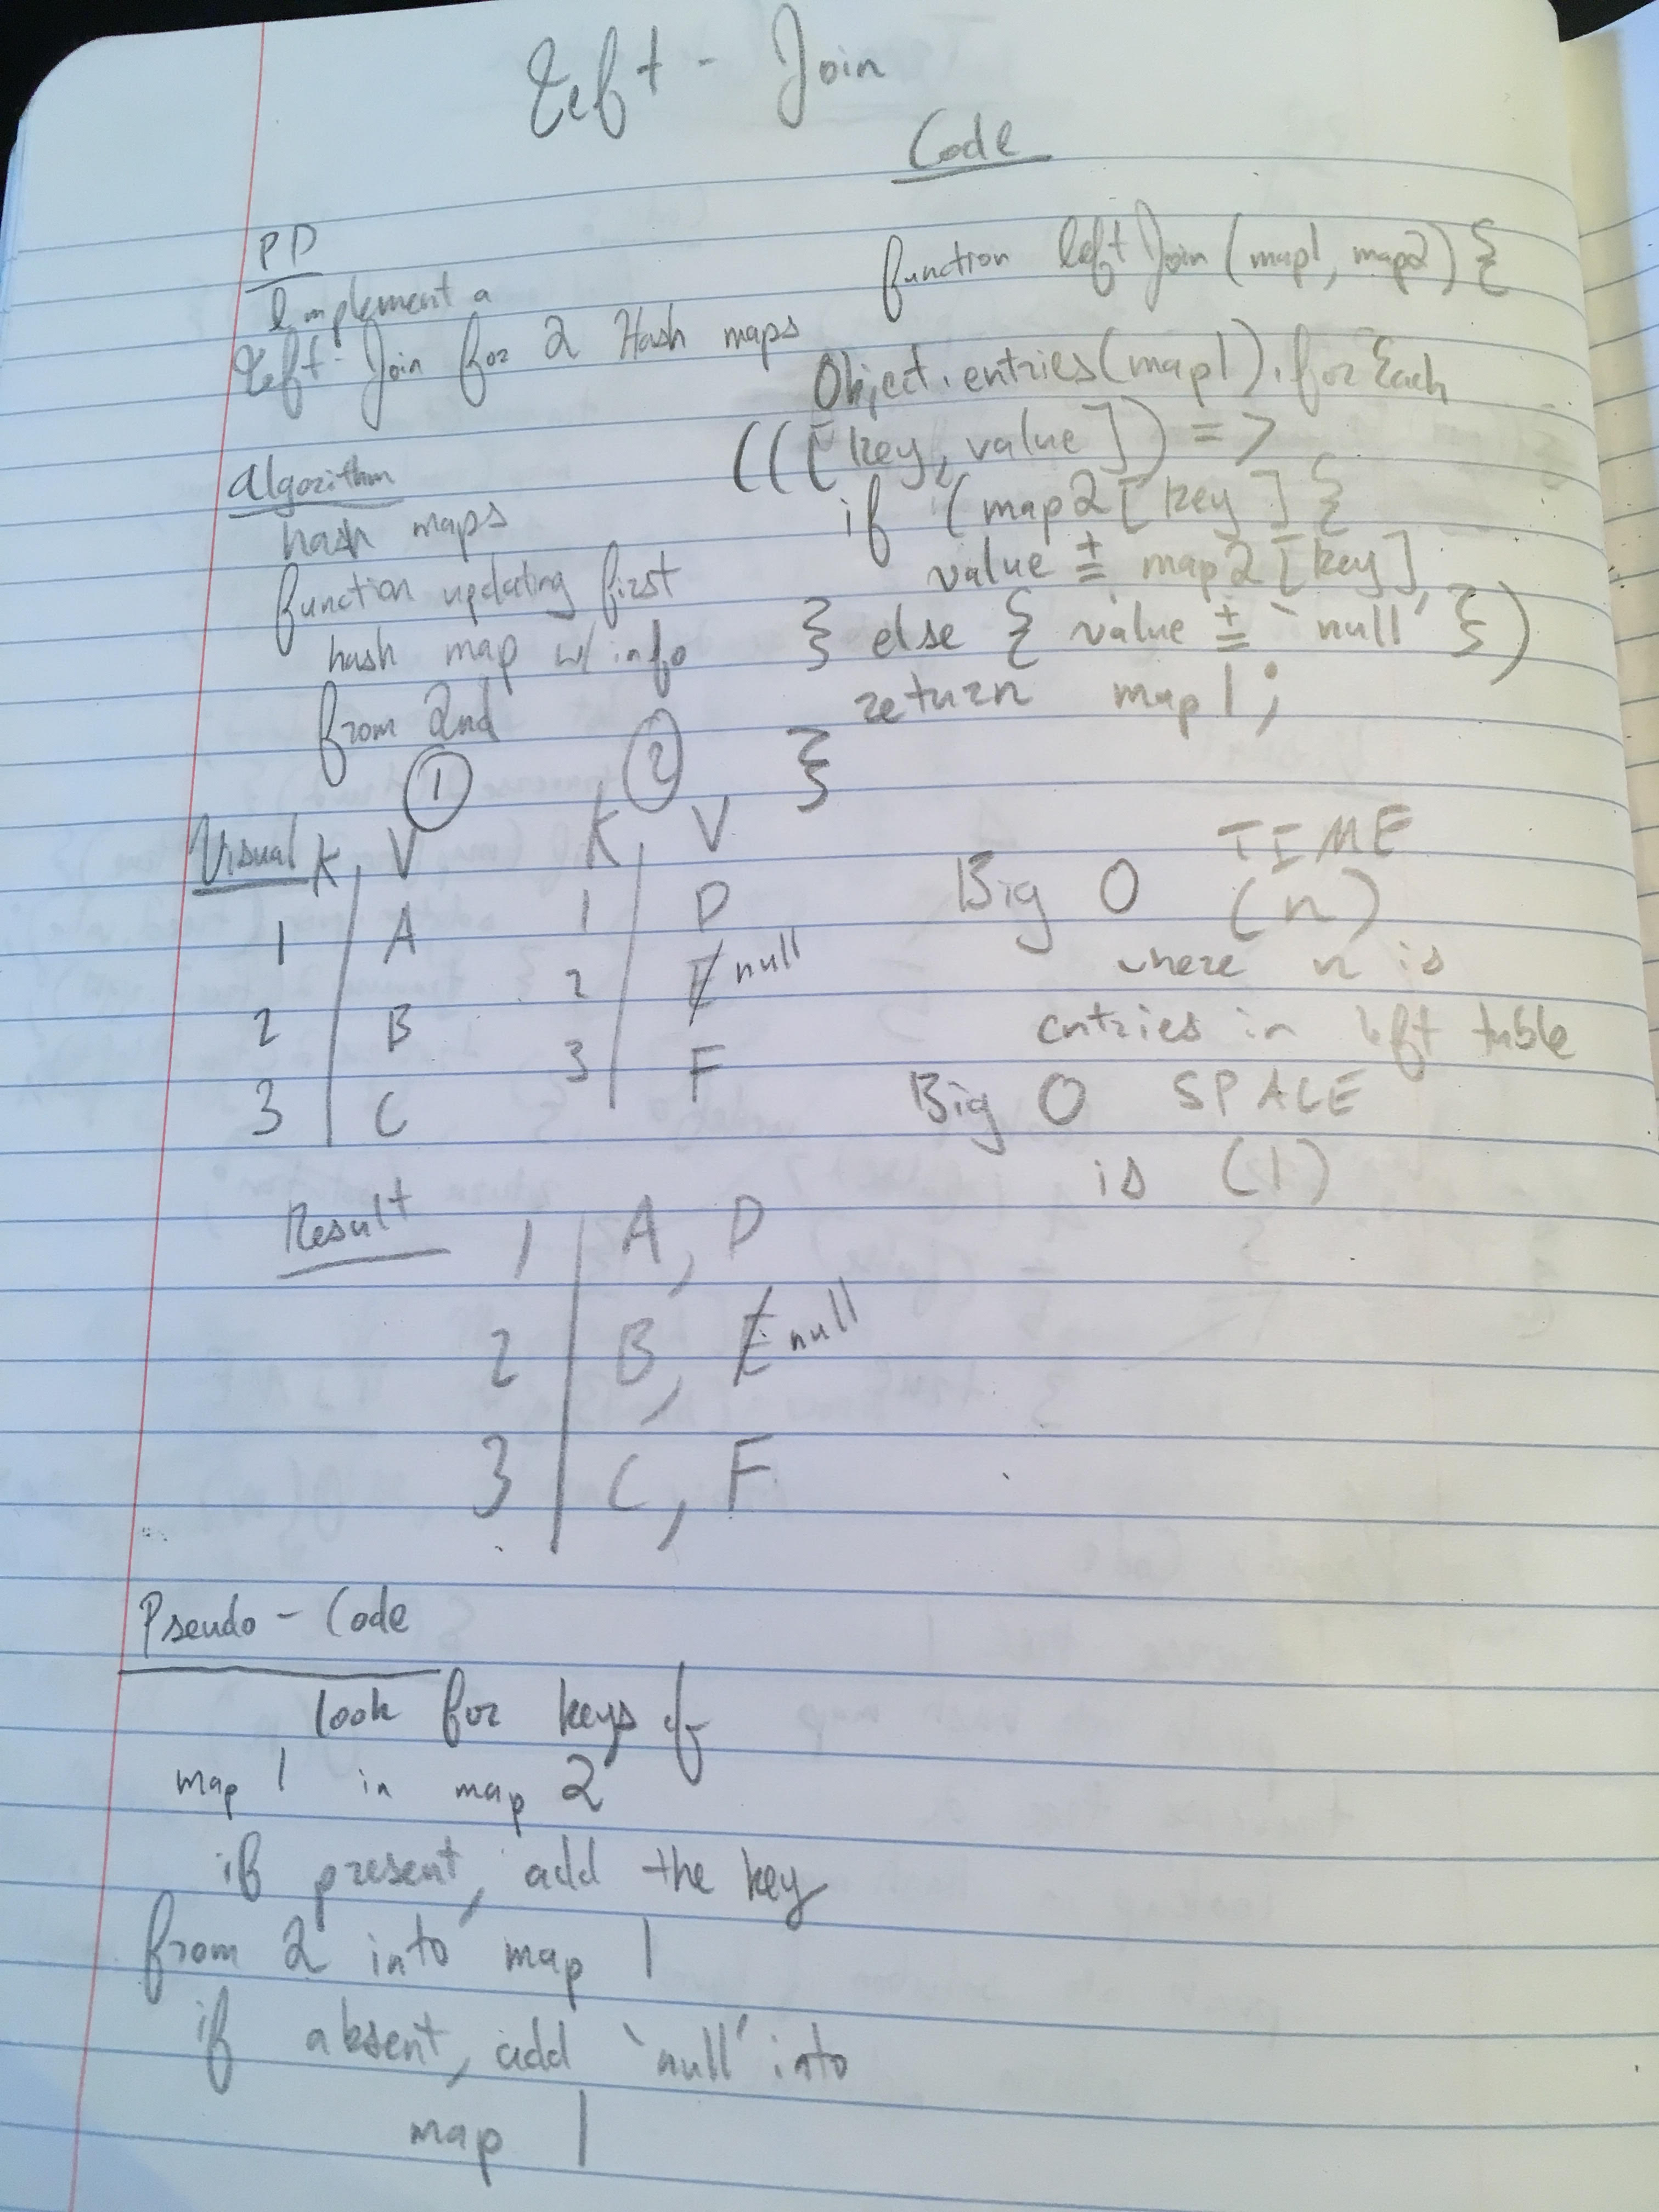 Left - Join
PD
Implement a
Left-Join for 2 Hash maps
Algorithm
hash maps
function updating first
hash map w/ info
from 2nd
Code
function leftJoin(map1, map2) {
Object.entries(map1).forEach
(([key, value]) =>
if (map2[key] {
value += map2[key]
} else { value += `null' })
return map1;
}
Visual
① ②
K, V K, V
1 A 1 D
2 B 2 E null
3 C 3 F
Big O TIME
(n)
where n is
entries in left table
Big O SPACE
is (1)
Result
1 A, D
2 B, E null
3 C, F
Pseudo-Code
look for keys of
map 1 in map 2
if present, add the key
from 2 into map 1
if absent, add `null' into
map 1